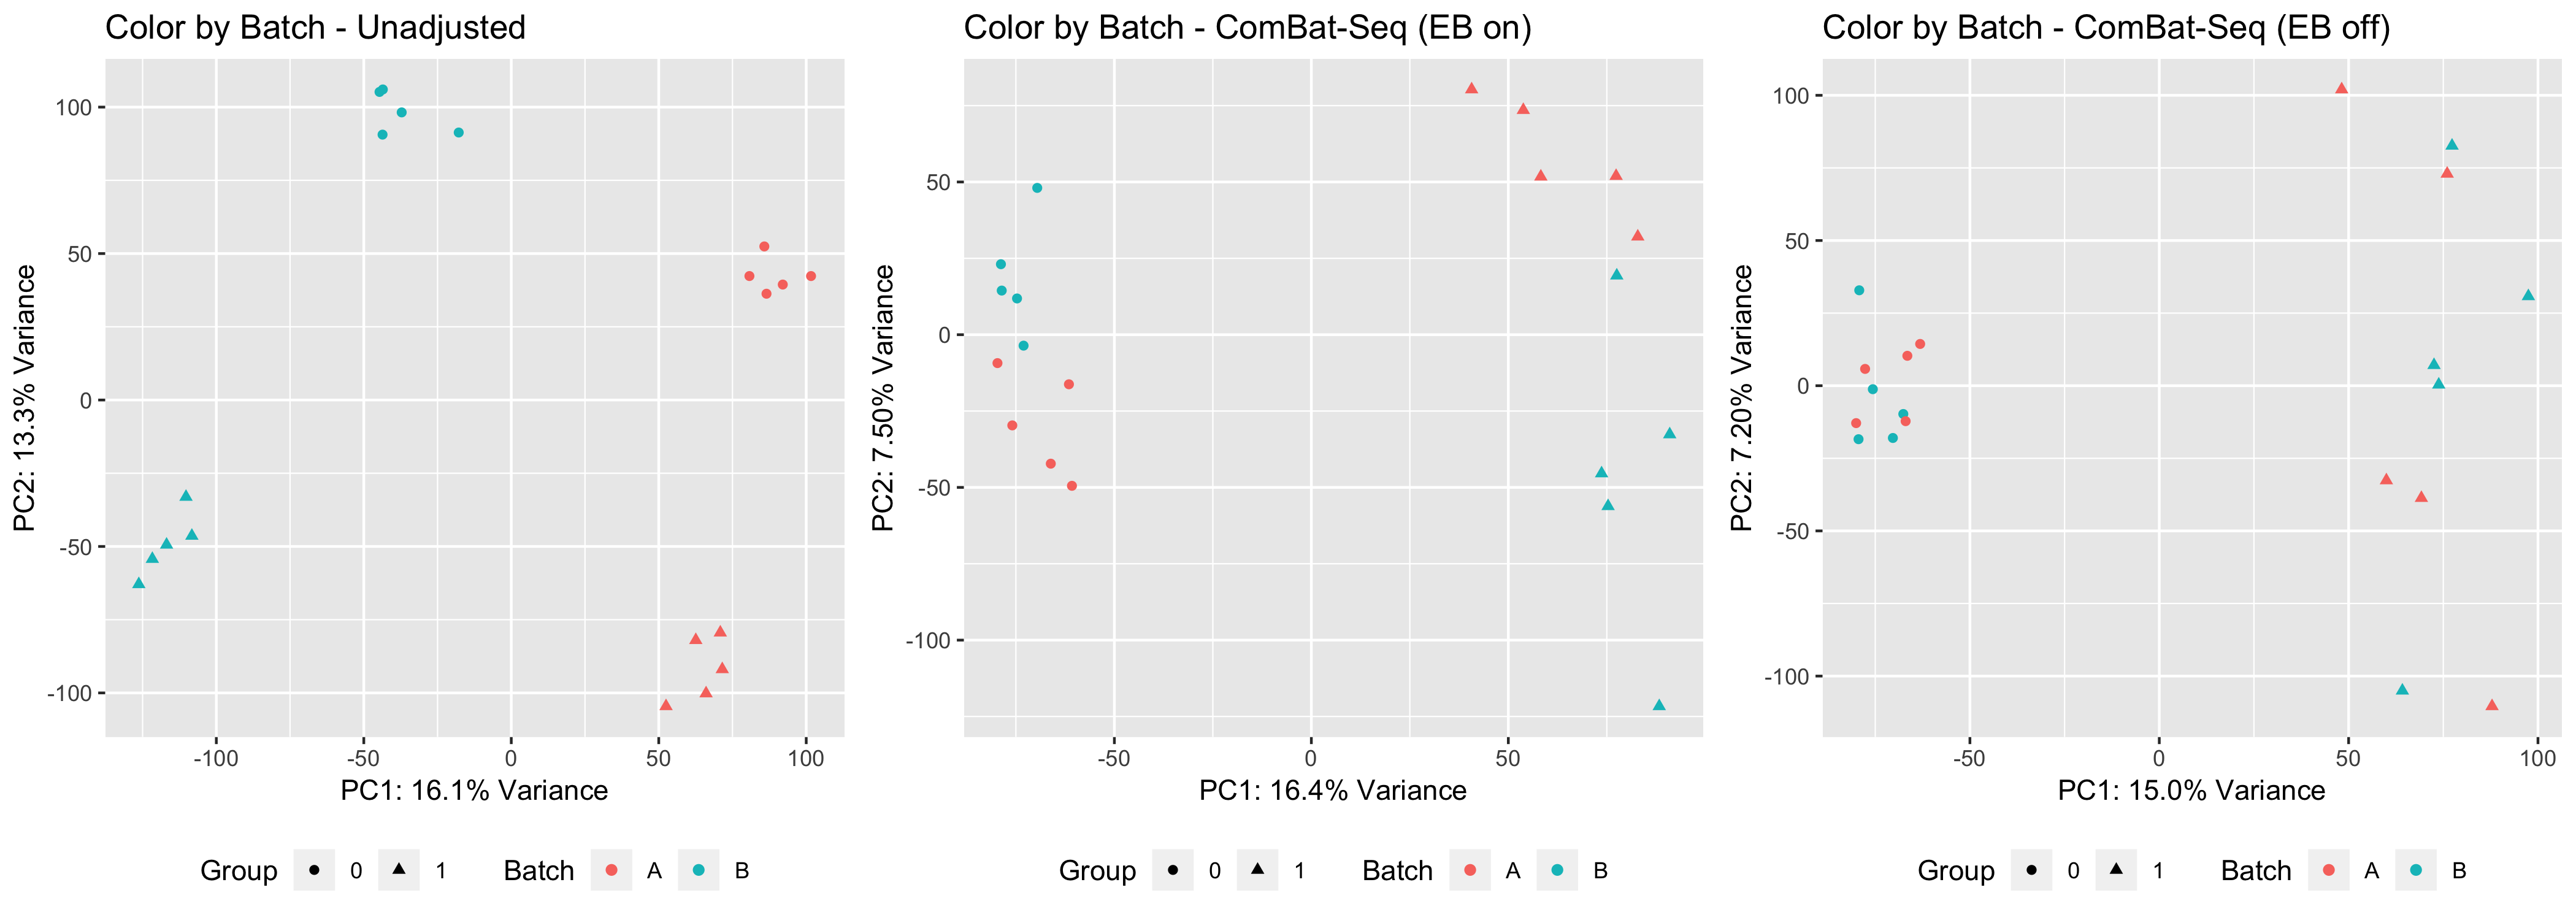 Color by Batch - Unadjusted
100
50
0
-50
-100
PC2: 13.3% Variance
-100 -50 0 50 100
PC1: 16.1% Variance
Group 0 1 Batch A B
Color by Batch - ComBat-Seq (EB on)
50
0
-50
-100
PC2: 7.50% Variance
-50 0 50
PC1: 16.4% Variance
Group 0 1 Batch A B
Color by Batch - ComBat-Seq (EB off)
100
50
0
-50
-100
PC2: 7.20% Variance
-50 0 50 100
PC1: 15.0% Variance
Group 0 1 Batch A B